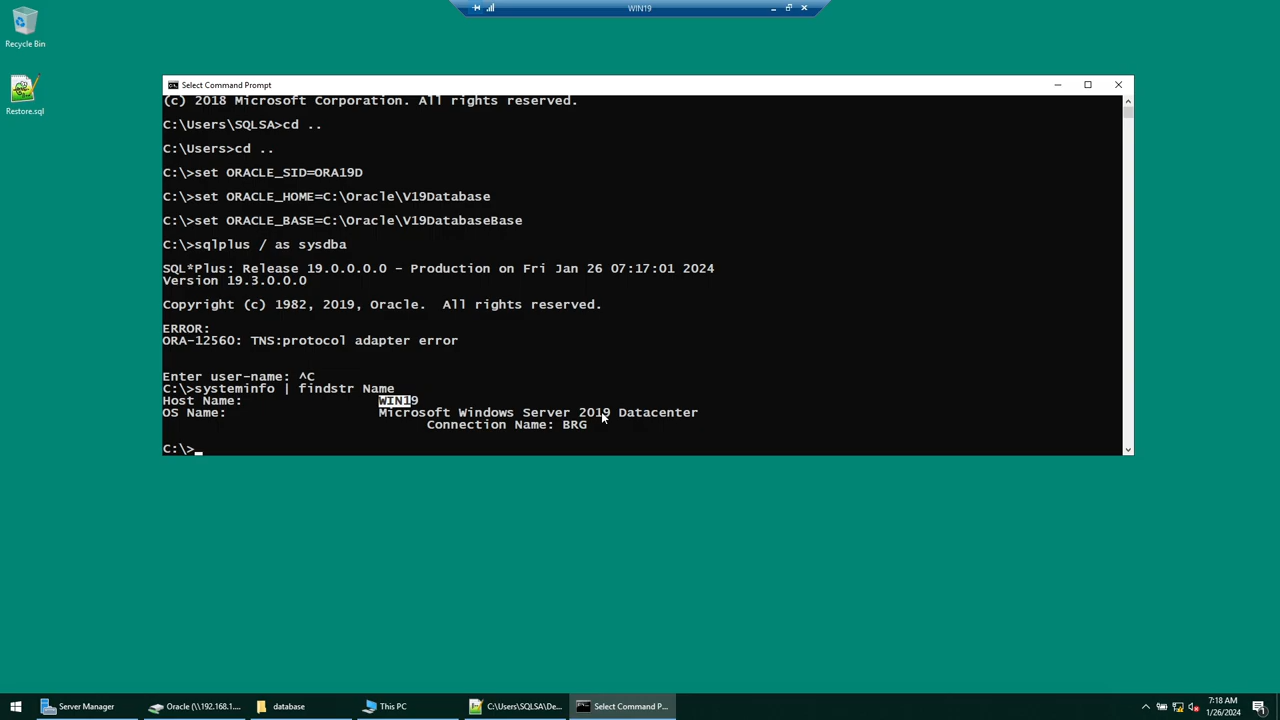 WIN19
Recycle Bin
Restore.sql
Select Command Prompt
(c) 2018 Microsoft Corporation. All rights reserved.
C:\Users\SQLSA>cd ..
C:\Users>cd ..
C:\>set ORACLE_SID=ORA19D
C:\>set ORACLE_HOME=C:\Oracle\V19Database
C:\>set ORACLE_BASE=C:\Oracle\V19DatabaseBase
C:\>sqlplus / as sysdba
SQL*Plus: Release 19.0.0.0.0 - Production on Fri Jan 26 07:17:01 2024
Version 19.3.0.0.0
Copyright (c) 1982, 2019, Oracle.  All rights reserved.
ERROR:
ORA-12560: TNS:protocol adapter error
Enter user-name: ^C
C:\>systeminfo | findstr Name
Host Name:                 WIN19
OS Name:                   Microsoft Windows Server 2019 Datacenter
                                 Connection Name: BRG
C:\>
Server Manager
Oracle (\\192.168.1....
database
This PC
C:\Users\SQLSA\De...
Select Command P...
7:18 AM
1/26/2024
1